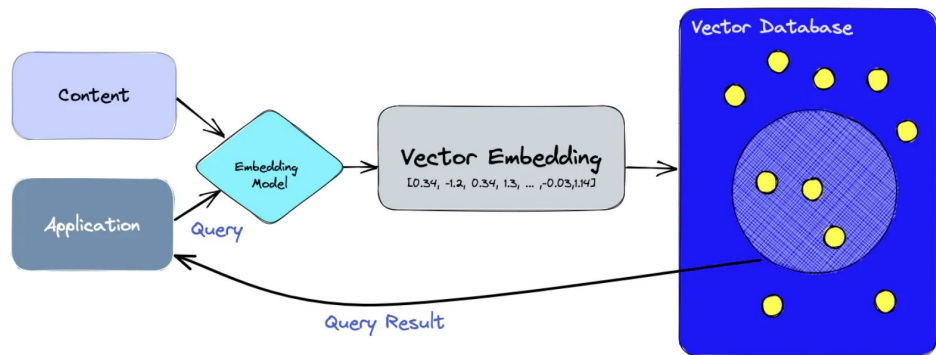 Vector Database
Content
Embedding
Model
Vector Embedding
[0.34, -1.2, 0.34, 1.3, ... ,-0.03,1.14]
Application
Query
Query Result